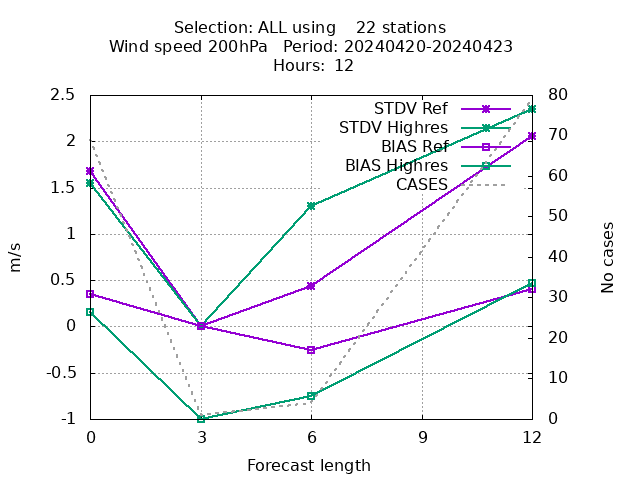 Selection: ALL using    22 stations
Wind speed 200hPa   Period: 20240420-20240423
Hours: 12
STDV Ref
STDV Highres
BIAS Ref
BIAS Highres
CASES
2.5
2
1.5
1
0.5
0
-0.5
-1
m/s
80
70
60
50
40
30
20
10
0
No cases
0 3 6 9 12
Forecast length